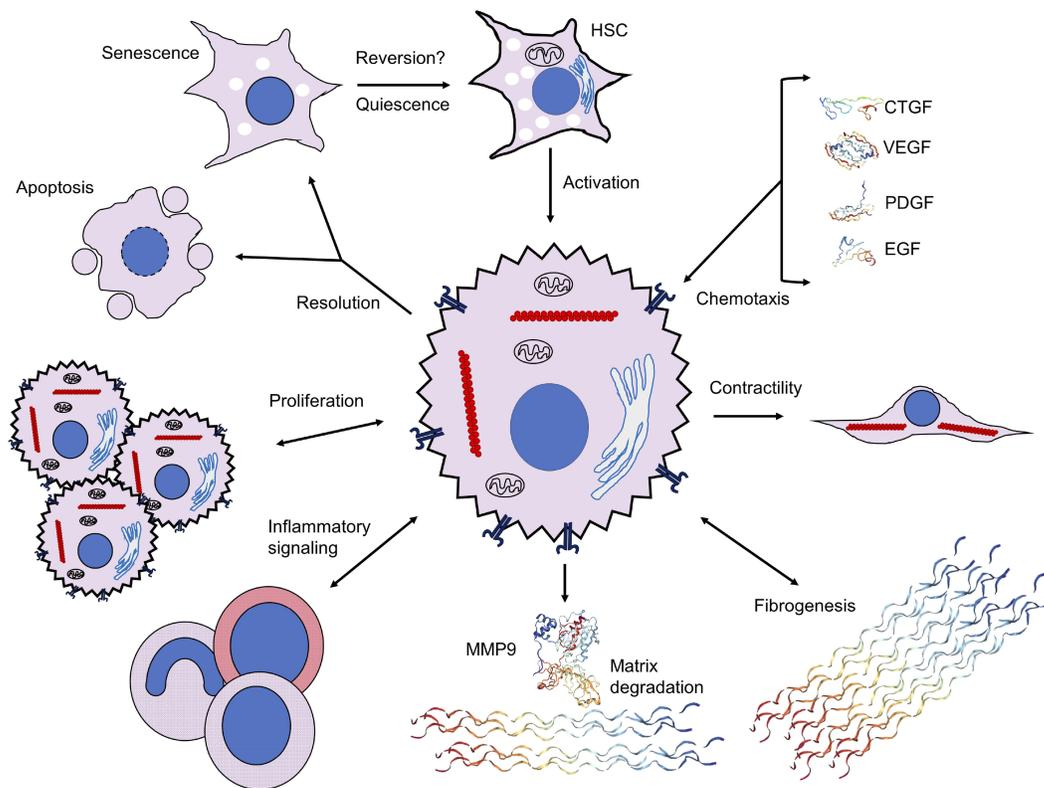 Senescence
Reversion?
Quiescence
HSC
Activation
CTGF
VEGF
PDGF
EGF
Chemotaxis
Apoptosis
Resolution
Proliferation
Contractility
Inflammatory
signaling
MMP9
Matrix
degradation
Fibrogenesis